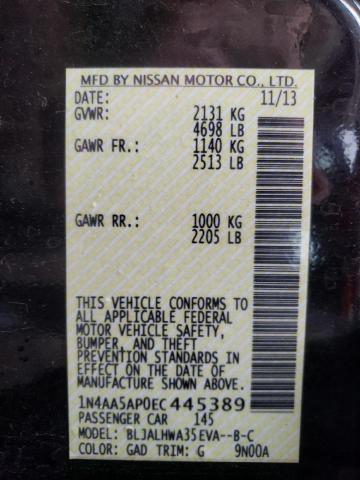 MFD BY NISSAN MOTOR CO., LTD.
DATE: 11/13
GVWR: 2131 KG
4698 LB
GAWR FR.: 1140 KG
2513 LB
GAWR RR.: 1000 KG
2205 LB
THIS VEHICLE CONFORMS TO
ALL APPLICABLE FEDERAL
MOTOR VEHICLE SAFETY,
BUMPER, AND THEFT
PREVENTION STANDARDS IN
EFFECT ON THE DATE OF
MANUFACTURE SHOWN ABOVE.
1N4AA5AP0EC445389
PASSENGER CAR 145
MODEL: BLJALHWA35EVA--B-C
COLOR: GAD TRIM: G 9N00A